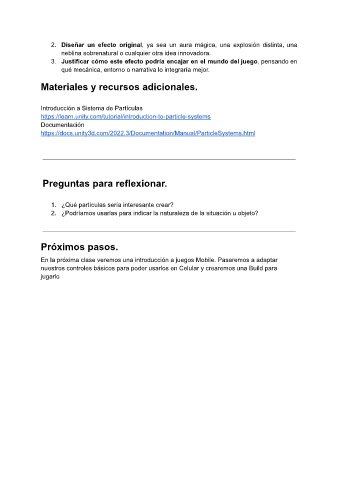 2. Diseñar un efecto original, ya sea un aura mágica, una explosión distinta, una
neblina sobrenatural o cualquier otra idea innovadora.
3. Justificar cómo este efecto podría encajar en el mundo del juego, pensando en
qué mecánica, entorno o narrativa lo integraría mejor.
Materiales y recursos adicionales.
Introducción a Sistema de Partículas
https://learn.unity.com/tutorial/introduction-to-particle-systems
Documentación
https://docs.unity3d.com/2022.3/Documentation/Manual/ParticleSystems.html
Preguntas para reflexionar.
1. ¿Qué partículas sería interesante crear?
2. ¿Podríamos usarlas para indicar la naturaleza de la situación u objeto?
Próximos pasos.
En la próxima clase veremos una introducción a juegos Mobile. Pasaremos a adaptar
nuestros controles básicos para poder usarlos en Celular y crearemos una Build para
jugarlo